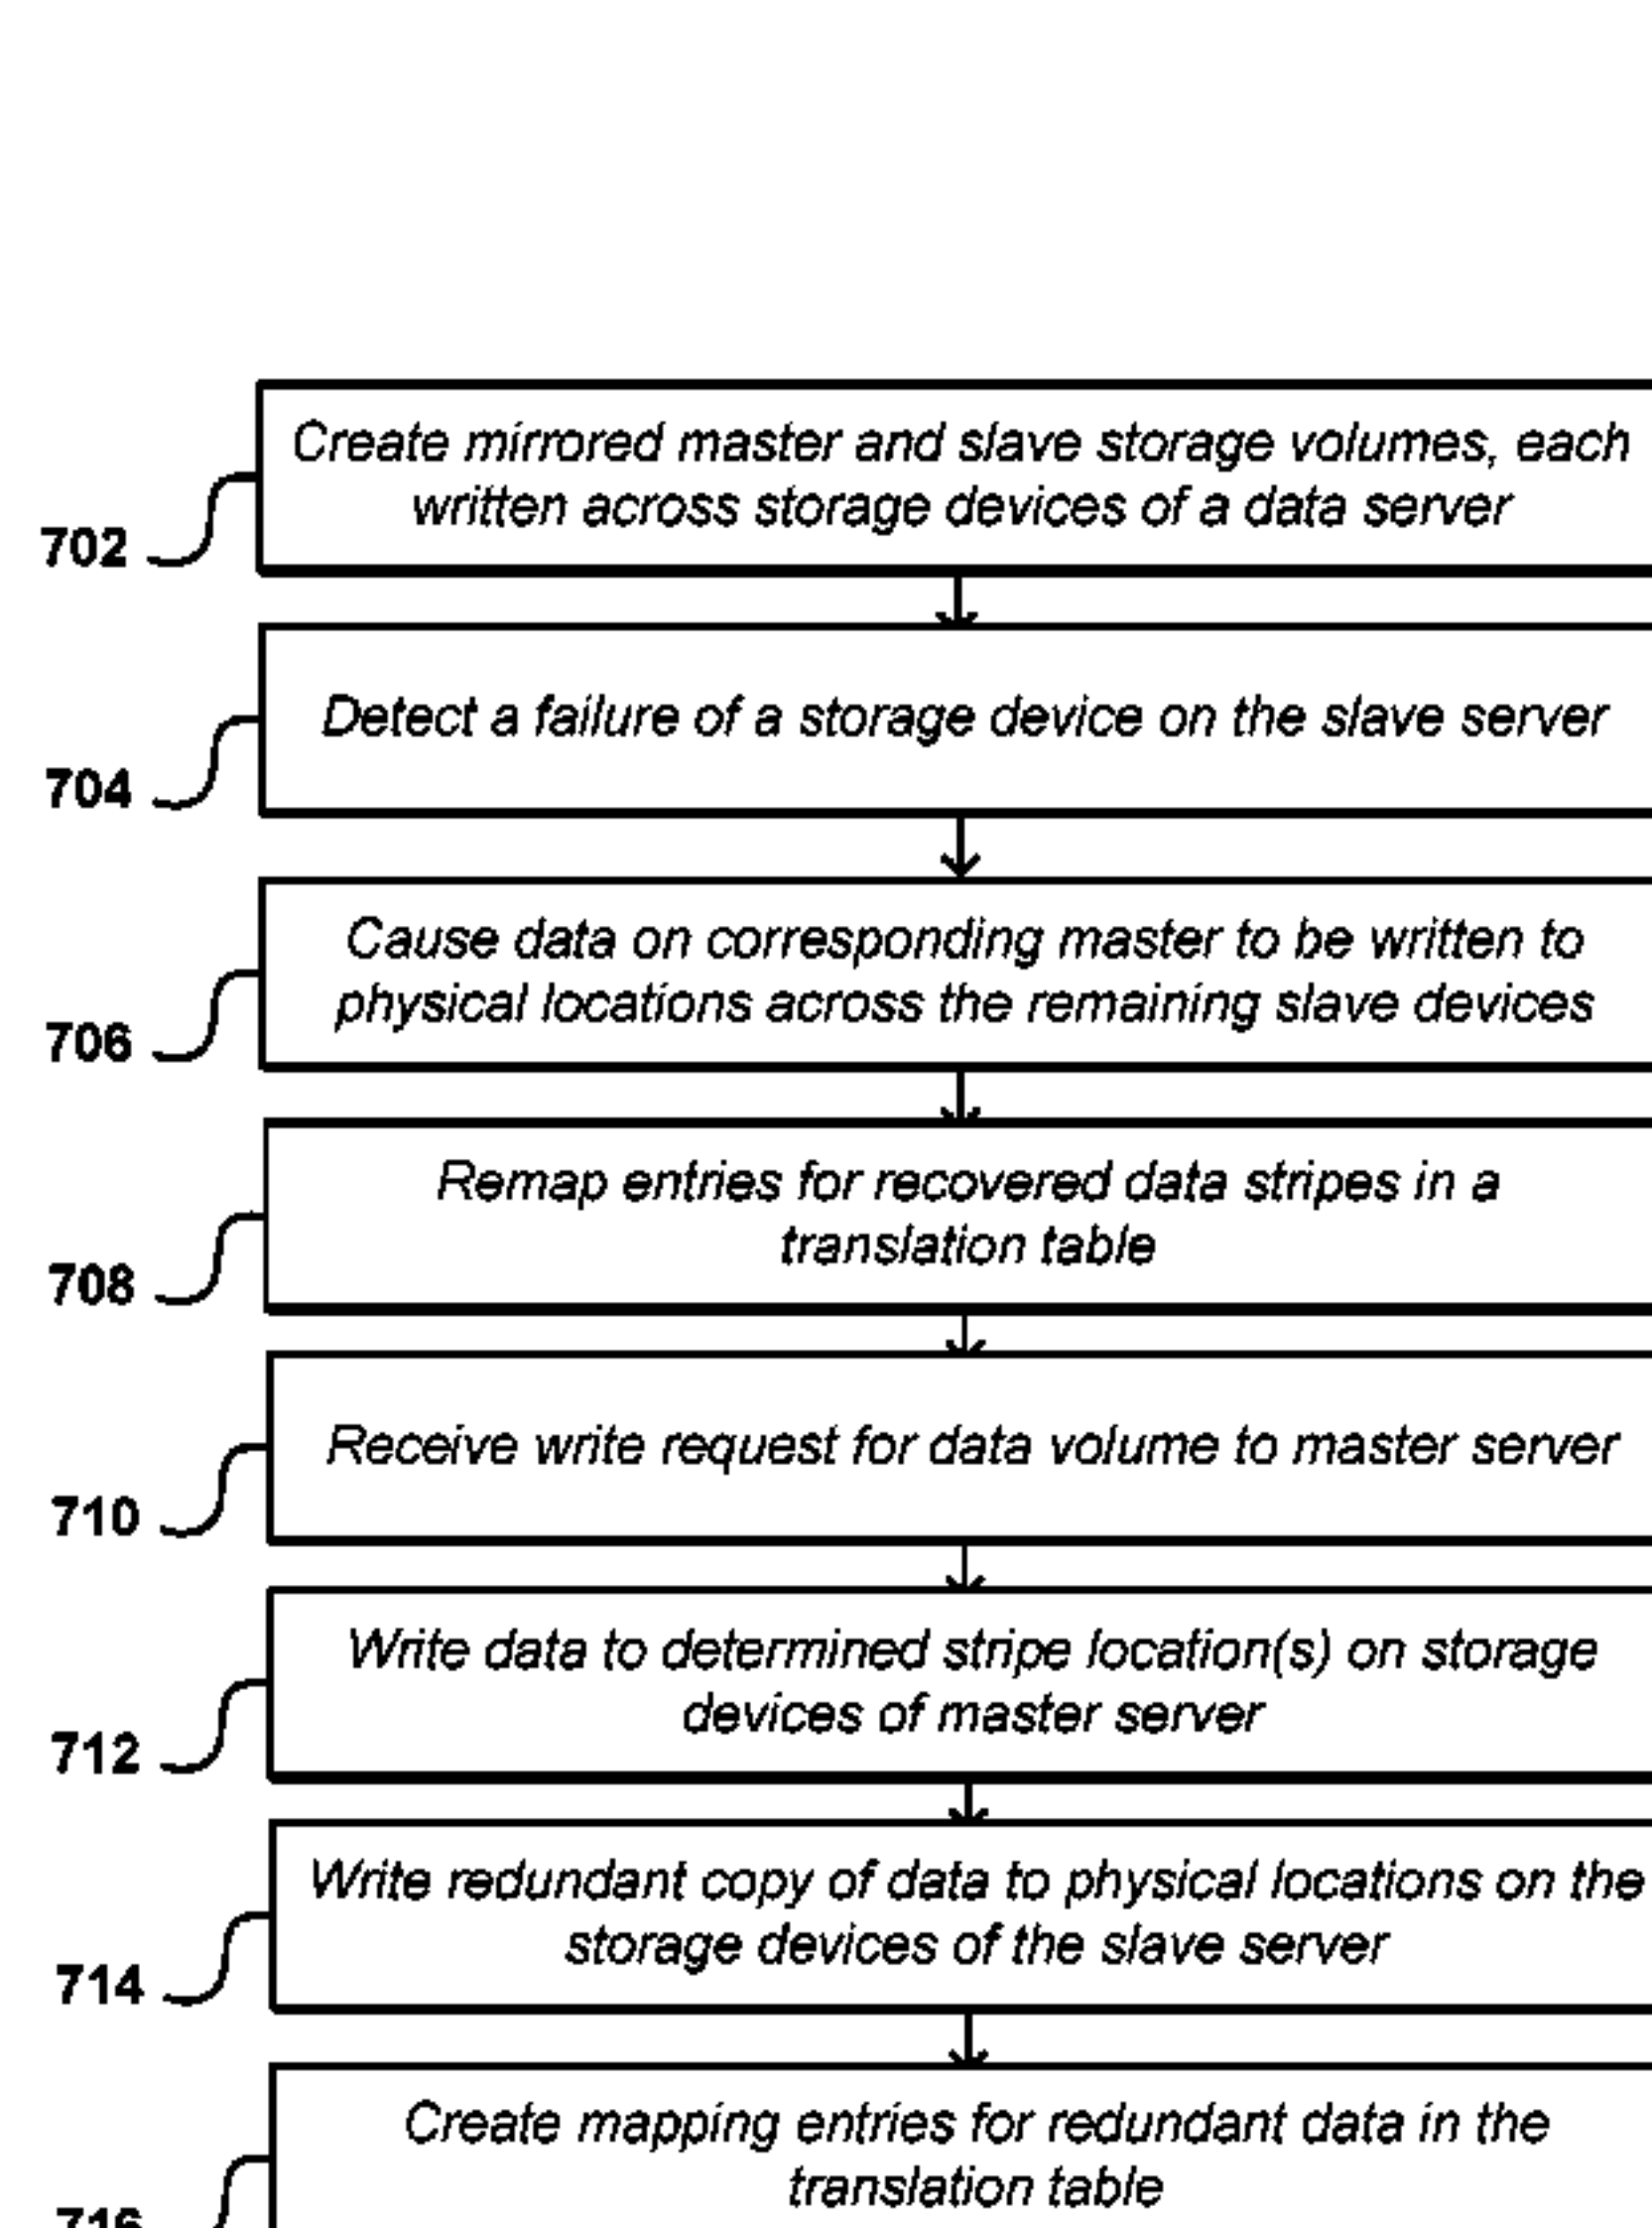 Create mirrored master and slave storage volumes, each
written across storage devices of a data server
702
Detect a failure of a storage device on the slave server
704
Cause data on corresponding master to be written to
physical locations across the remaining slave devices
706
Remap entries for recovered data stripes in a
translation table
708
Receive write request for data volume to master server
710
Write data to determined stripe location(s) on storage
devices of master server
712
Write redundant copy of data to physical locations on the
storage devices of the slave server
714
Create mapping entries for redundant data in the
translation table
716